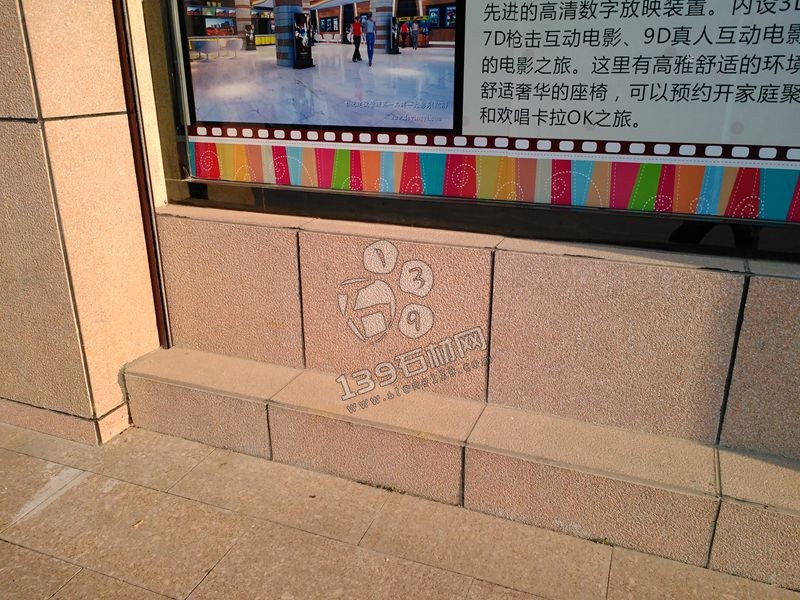 先进的高清数字放映装置。内设3D
7D枪击互动电影、9D真人互动电影
的电影之旅。这里有高雅舒适的环境
舒适奢华的座椅，可以预约开家庭聚
和欢唱卡拉OK之旅。
139
139石材网